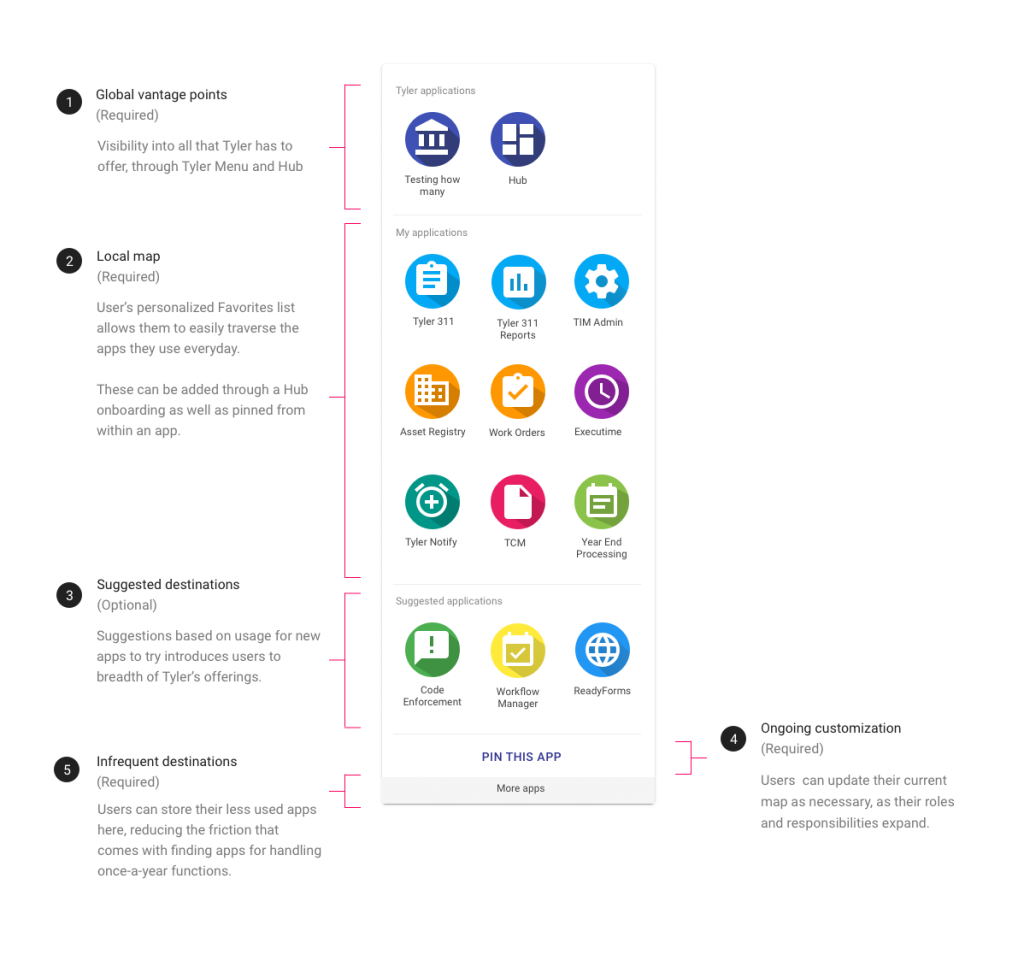 1
Global vantage points
(Required)
Visibility into all that Tyler has to
offer, through Tyler Menu and Hub
2
Local map
(Required)
User's personalized Favorites list
allows them to easily traverse the
apps they use everyday.
These can be added through a Hub
onboarding as well as pinned from
within an app.
3
Suggested destinations
(Optional)
Suggestions based on usage for new
apps to try introduces users to
breadth of Tyler's offerings.
5
Infrequent destinations
(Required)
Users can store their less used apps
here, reducing the friction that
comes with finding apps for handling
once-a-year functions.
Tyler applications
Testing how
many
Hub
My applications
Tyler 311
Tyler 311
Reports
TIM Admin
Asset Registry
Work Orders
Executime
Tyler Notify
TCM
Year End
Processing
Suggested applications
Code
Enforcement
Workflow
Manager
ReadyForms
PIN THIS APP
More apps
4
Ongoing customization
(Required)
Users can update their current
map as necessary, as their roles
and responsibilities expand.